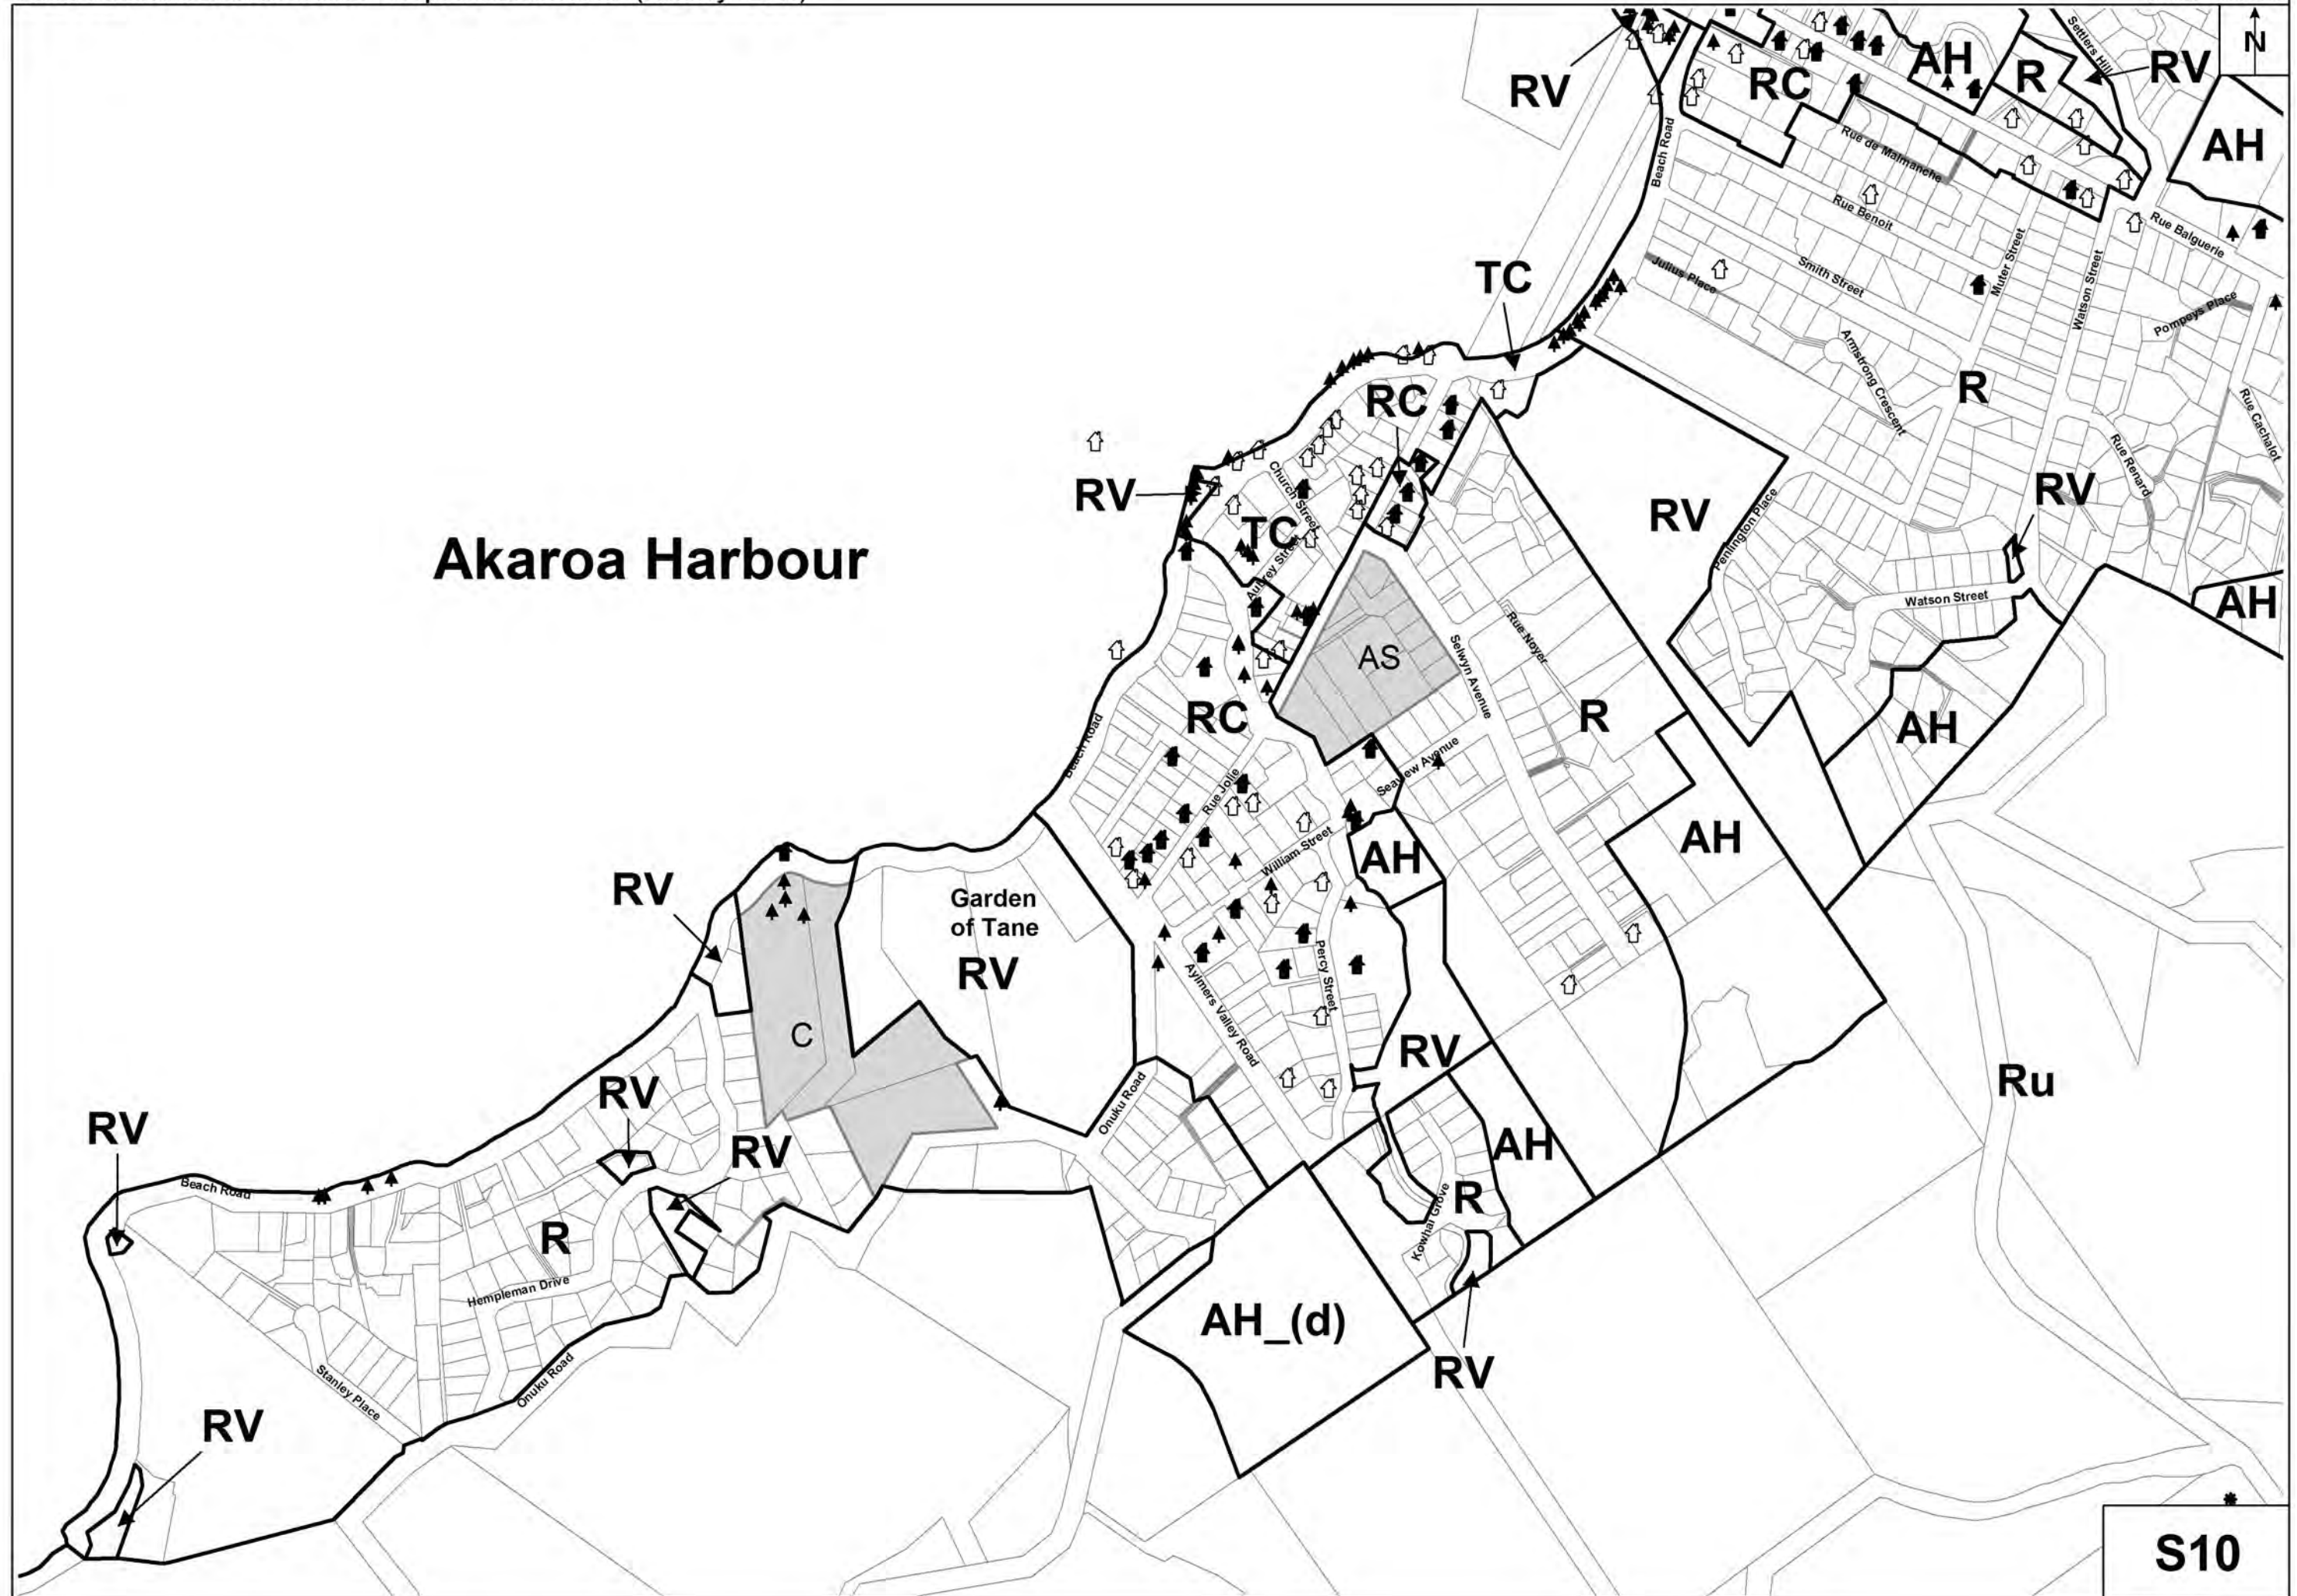 N
Settlers Hill
RV
AH
R
RV
RC
AH
Beach Road
Rue de Malmanche
Rue Benoit
Rue Balguerie
Muter Street
Watson Street
TC
Julius Place
Smith Street
Pompeys Place
Armstrong Crescent
R
RC
Rue Cachalot
Rue Renard
RV
RV
RV
Church Street
TC
Penlington Place
Akaroa Harbour
Aubrey Street
Watson Street
AH
Rue Noyer
AS
Selwyn Avenue
RC
R
AH
Beach Road
Seaview Avenue
Rue Jolie
AH
William Street
AH
RV
Garden
of Tane
RV
Percy Street
Aylmers Valley Road
C
RV
RV
Ru
RV
Onuku Road
RV
AH
Beach Road
R
Kowhai Grove
R
Hempleman Drive
AH_(d)
RV
Stanley Place
Onuku Road
RV
S10